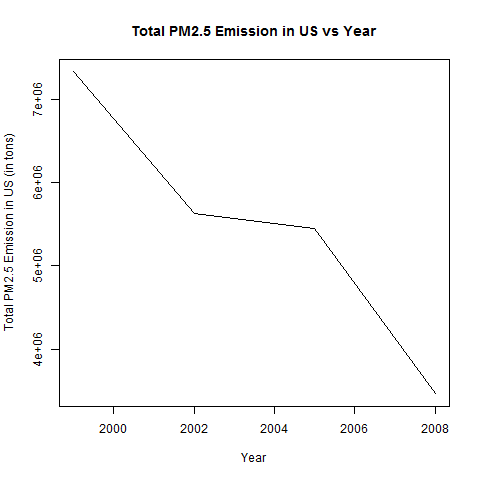 Total PM2.5 Emission in US vs Year
Total PM2.5 Emission in US (in tons)
7e+06
6e+06
5e+06
4e+06
2000 2002 2004 2006 2008
Year